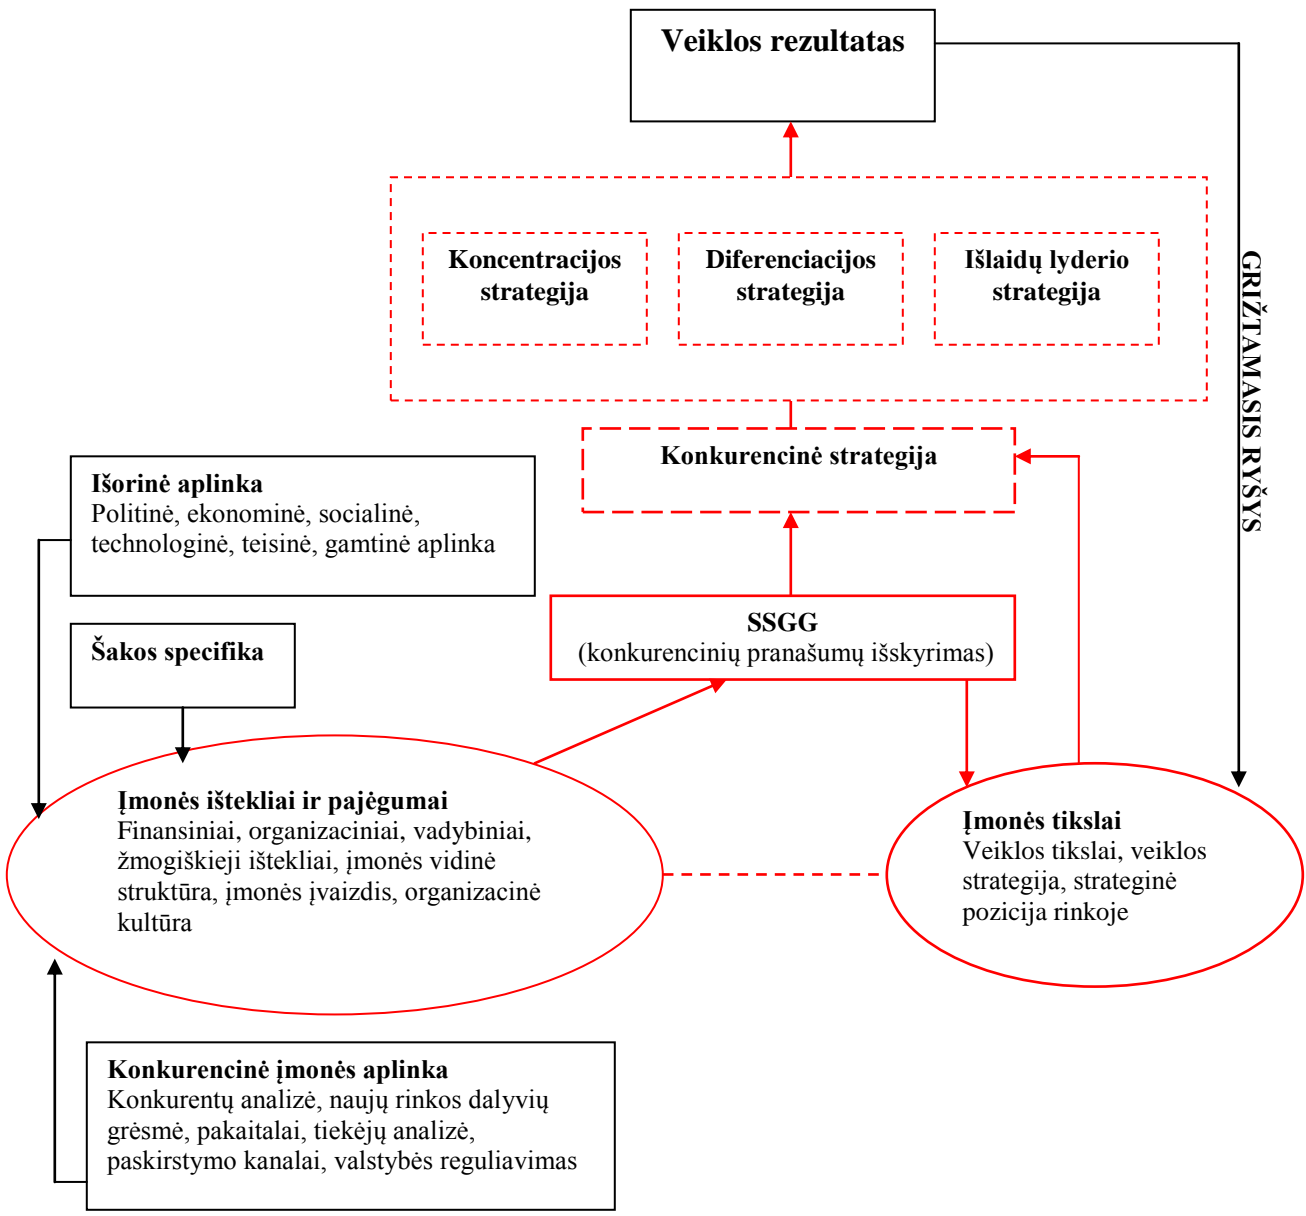 Veiklos rezultatas
Koncentracijos
strategija
Diferenciacijos
strategija
Išlaidų lyderio
strategija
GRIŽTAMASIS RYŠYS
Konkurencinė strategija
Išorinė aplinka
Politinė, ekonominė, socialinė,
technologinė, teisinė, gamtinė aplinka
SSGG
(konkurencinių pranašumų išskyrimas)
Šakos specifika
Įmonės ištekliai ir pajėgumai
Finansiniai, organizaciniai, vadybiniai,
žmogiškieji ištekliai, įmonės vidinė
struktūra, įmonės įvaizdis, organizacinė
kultūra
Įmonės tikslai
Veiklos tikslai, veiklos
strategija, strateginė
pozicija rinkoje
Konkurencinė įmonės aplinka
Konkurentų analizė, naujų rinkos dalyvių
grėsmė, pakaitalai, tiekėjų analizė,
paskirstymo kanalai, valstybės reguliavimas